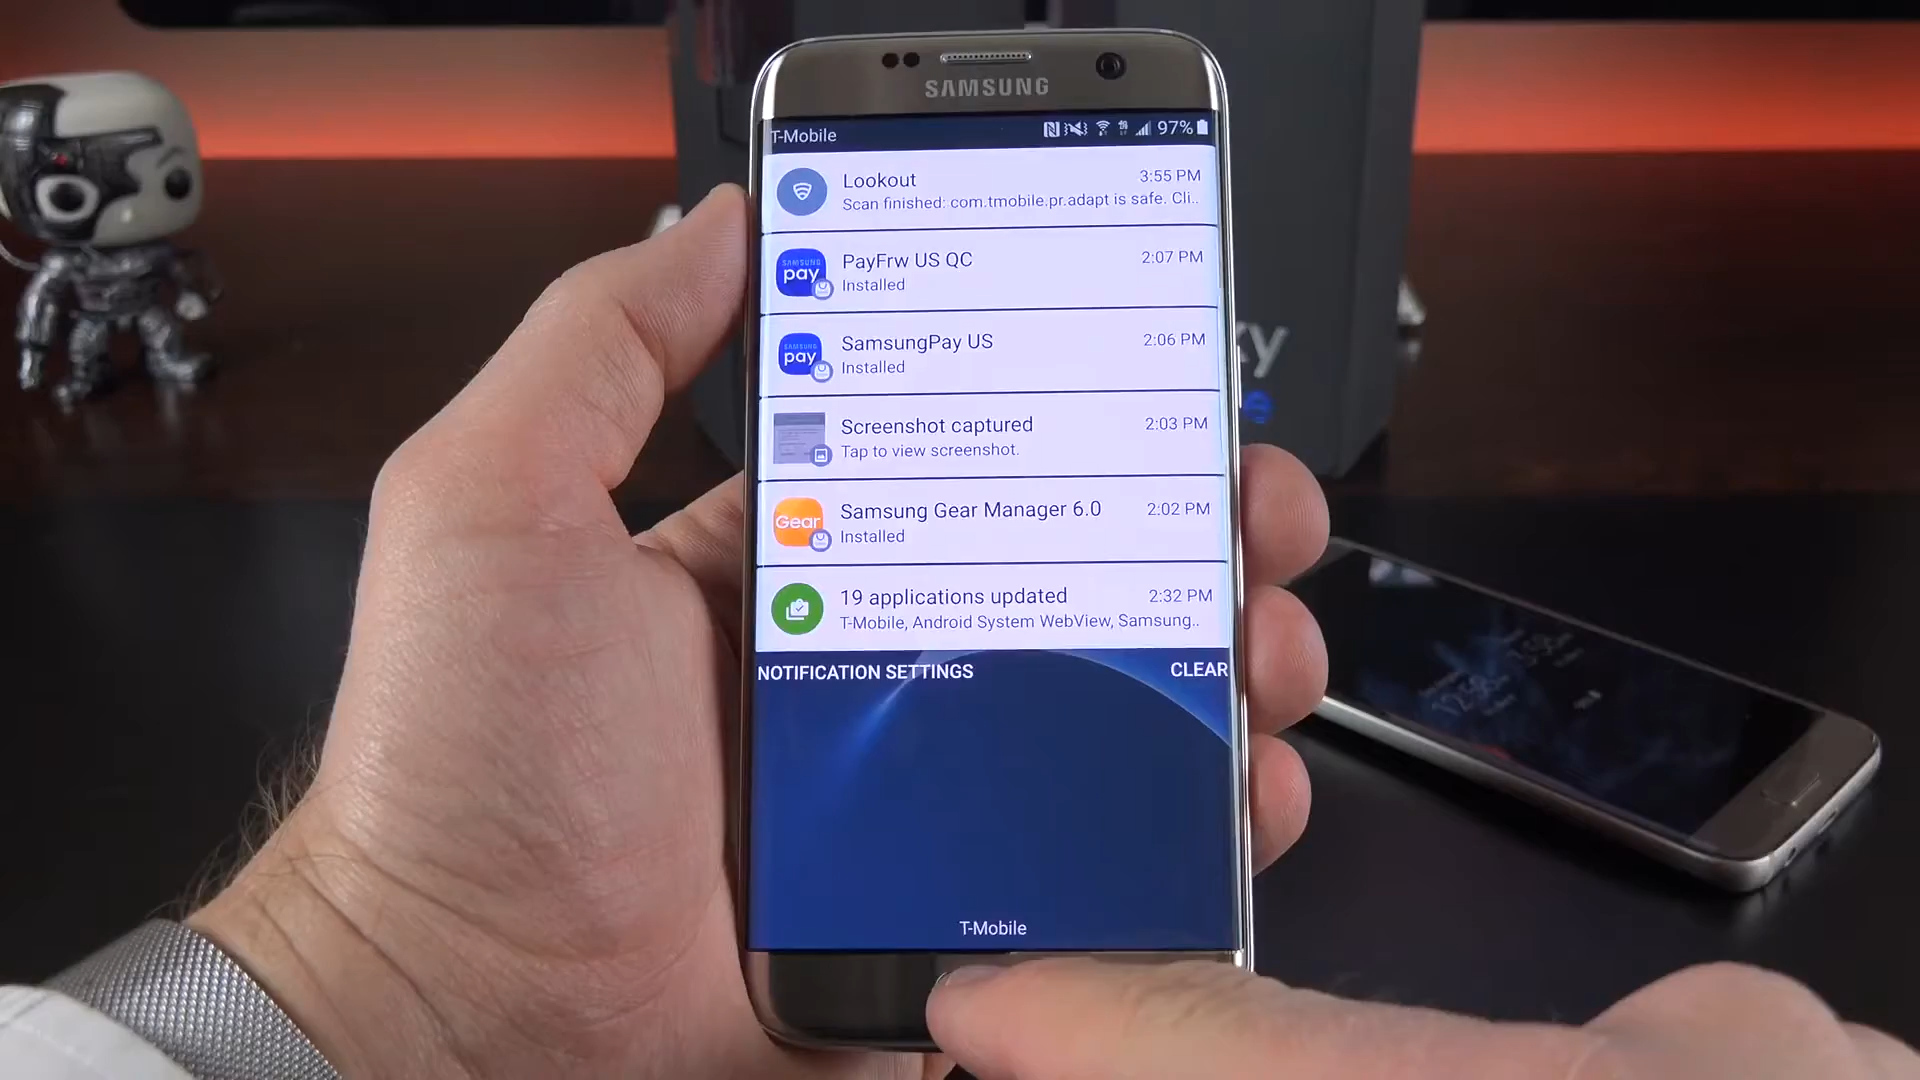 SAMSUNG
T-Mobile 97%
Lookout 3:55 PM
Scan finished: com.tmobile.pr.adapt is safe. Cli..
SAMSUNG
pay
PayFrw US QC 2:07 PM
Installed
SAMSUNG
pay
SamsungPay US 2:06 PM
Installed
Screenshot captured 2:03 PM
Tap to view screenshot.
Gear
Samsung Gear Manager 6.0 2:02 PM
Installed
19 applications updated 2:32 PM
T-Mobile, Android System WebView, Samsung..
NOTIFICATION SETTINGS CLEAR
T-Mobile
xy